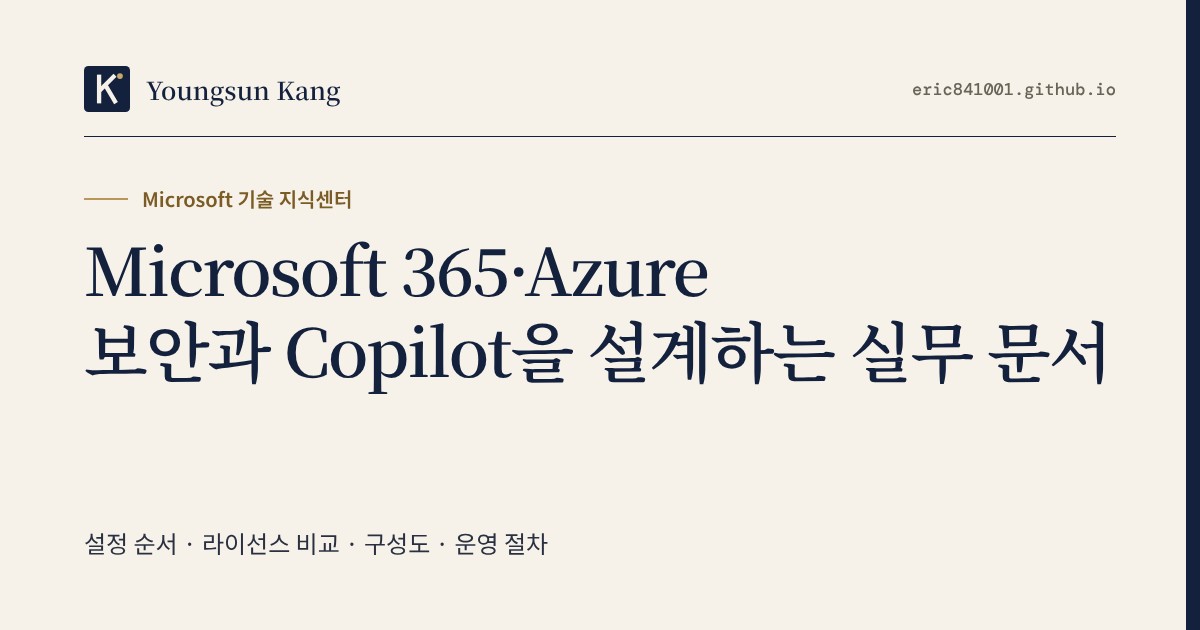 K
Youngsun Kang
eric841001.github.io
Microsoft 기술 지식센터
Microsoft 365·Azure
보안과 Copilot을 설계하는 실무 문서
설정 순서 · 라이선스 비교 · 구성도 · 운영 절차